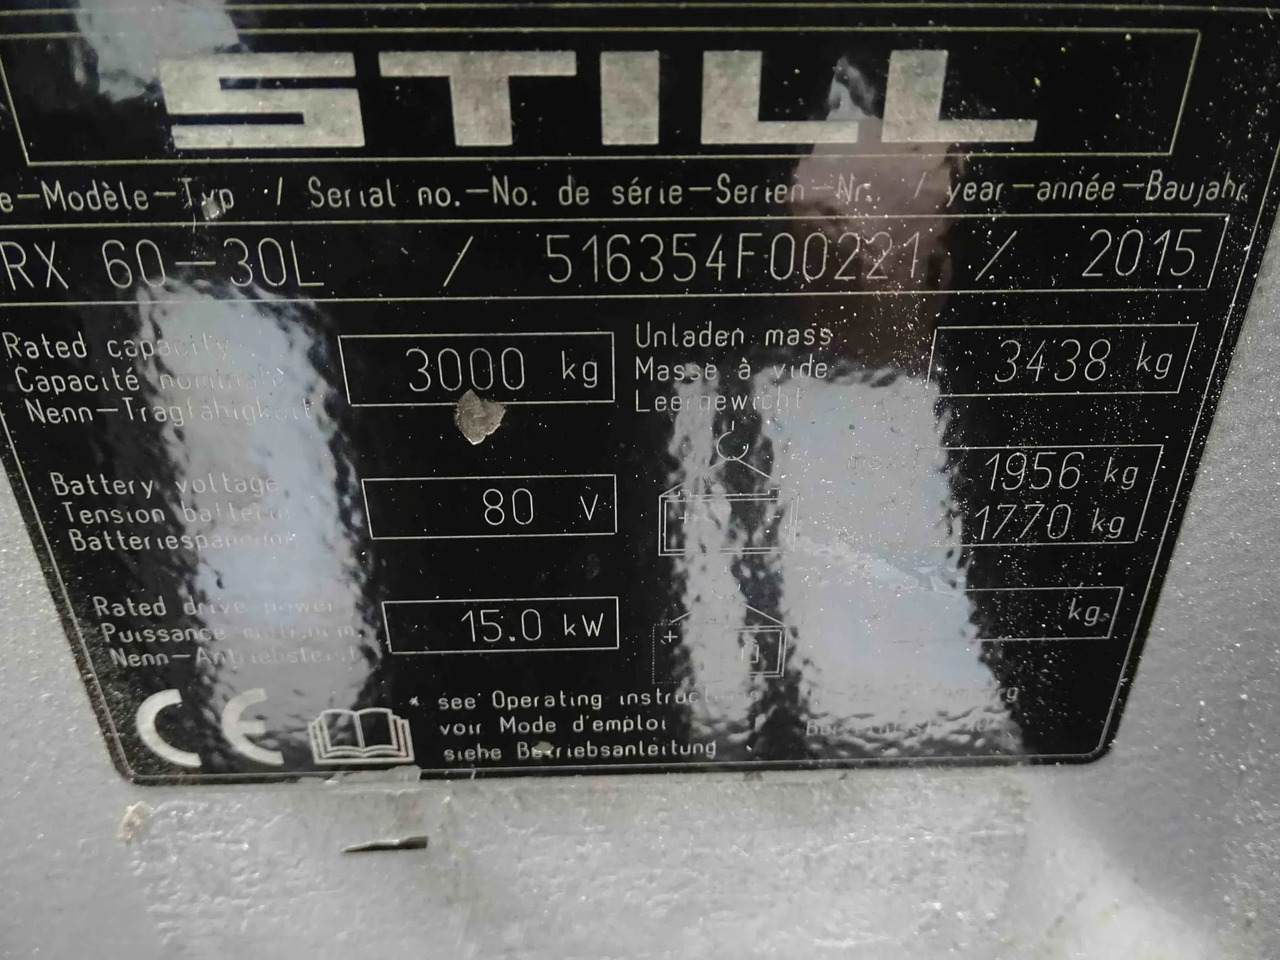 STILL
e-Modèle-Typ / Serial no.-No. de série-Serien-Nr. / year-année-Baujahr
RX 60-30L / 516354F00221 / 2015
Rated capacity
Capacité nominale
Nenn-Tragfähigkeit
3000 kg
Unladen mass
Masse à vide
Leergewicht
3438 kg
Battery voltage
Tension batterie
Batteriespannung
80 V
max. 1956 kg
1770 kg
Rated drive power
Puissance
Nenn-Antriebsleist.
15.0 kW
+ -
+
kg
CE
* see Operating instructions
voir Mode d'emploi
siehe Betriebsanleitung